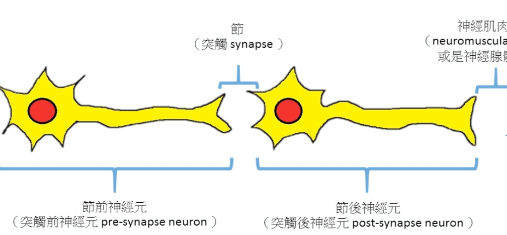 節
（突觸 synapse ）
神經肌肉
（neuromuscula
或是神經腺
節前神經元
（突觸前神經元 pre-synapse neuron ）
節後神經元
（突觸後神經元 post-synapse neuron ）